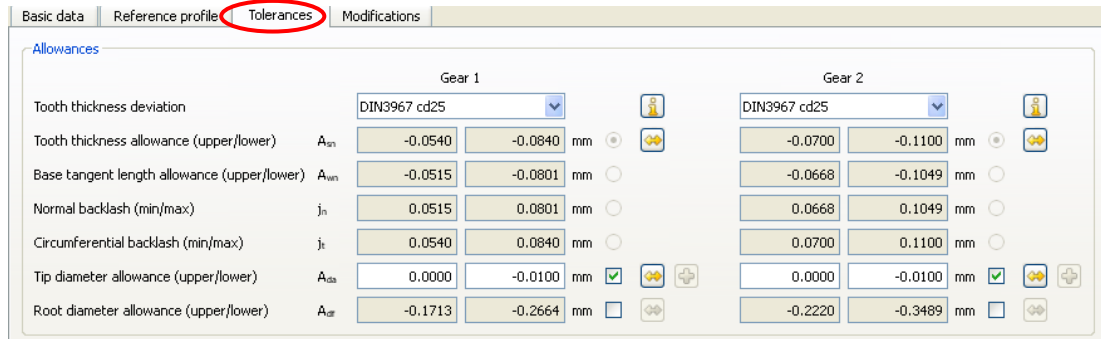 Basic data Reference profile Tolerances Modifications
Allowances
Gear 1 Gear 2
Tooth thickness deviation DIN3967 cd25 DIN3967 cd25
Tooth thickness allowance (upper/lower) Asn -0.0540 -0.0840 mm -0.0700 -0.1100 mm
Base tangent length allowance (upper/lower) Awn -0.0515 -0.0801 mm -0.0668 -0.1049 mm
Normal backlash (min/max) jn 0.0515 0.0801 mm 0.0668 0.1049 mm
Circumferential backlash (min/max) jt 0.0540 0.0840 mm 0.0700 0.1100 mm
Tip diameter allowance (upper/lower) Ada 0.0000 -0.0100 mm 0.0000 -0.0100 mm
Root diameter allowance (upper/lower) Adf -0.1713 -0.2664 mm -0.2220 -0.3489 mm